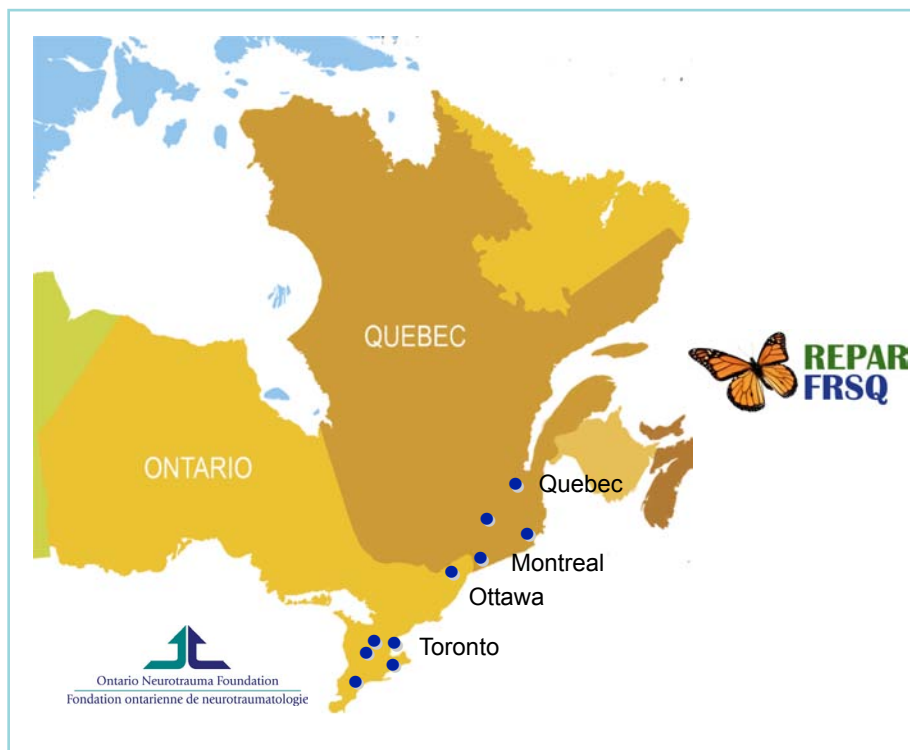 QUEBEC
REPAR
FRSQ
ONTARIO
Quebec
Montreal
Ottawa
Toronto
Ontario Neurotrauma Foundation
Fondation ontarienne de neurotraumatologie